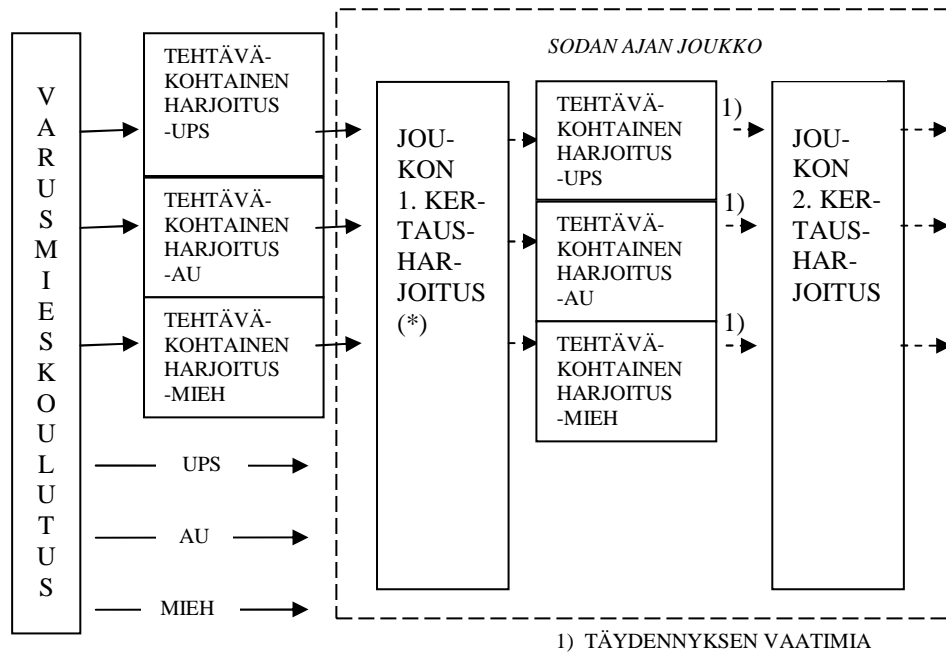 SODAN AJAN JOUKKO
VARUSMIESKOULUTUS
TEHTÄVÄ-
KOHTAINEN
HARJOITUS
-UPS
TEHTÄVÄ-
KOHTAINEN
HARJOITUS
-AU
TEHTÄVÄ-
KOHTAINEN
HARJOITUS
-MIEH
UPS
AU
MIEH
JOU-
KON
1. KER-
TAUS-
HAR-
JOITUS
(*)
TEHTÄVÄ-
KOHTAINEN
HARJOITUS
-UPS
1)
TEHTÄVÄ-
KOHTAINEN
HARJOITUS
-AU
1)
TEHTÄVÄ-
KOHTAINEN
HARJOITUS
-MIEH
1)
JOU-
KON
2. KER-
TAUS-
HAR-
JOITUS
1) TÄYDENNYKSEN VAATIMIA